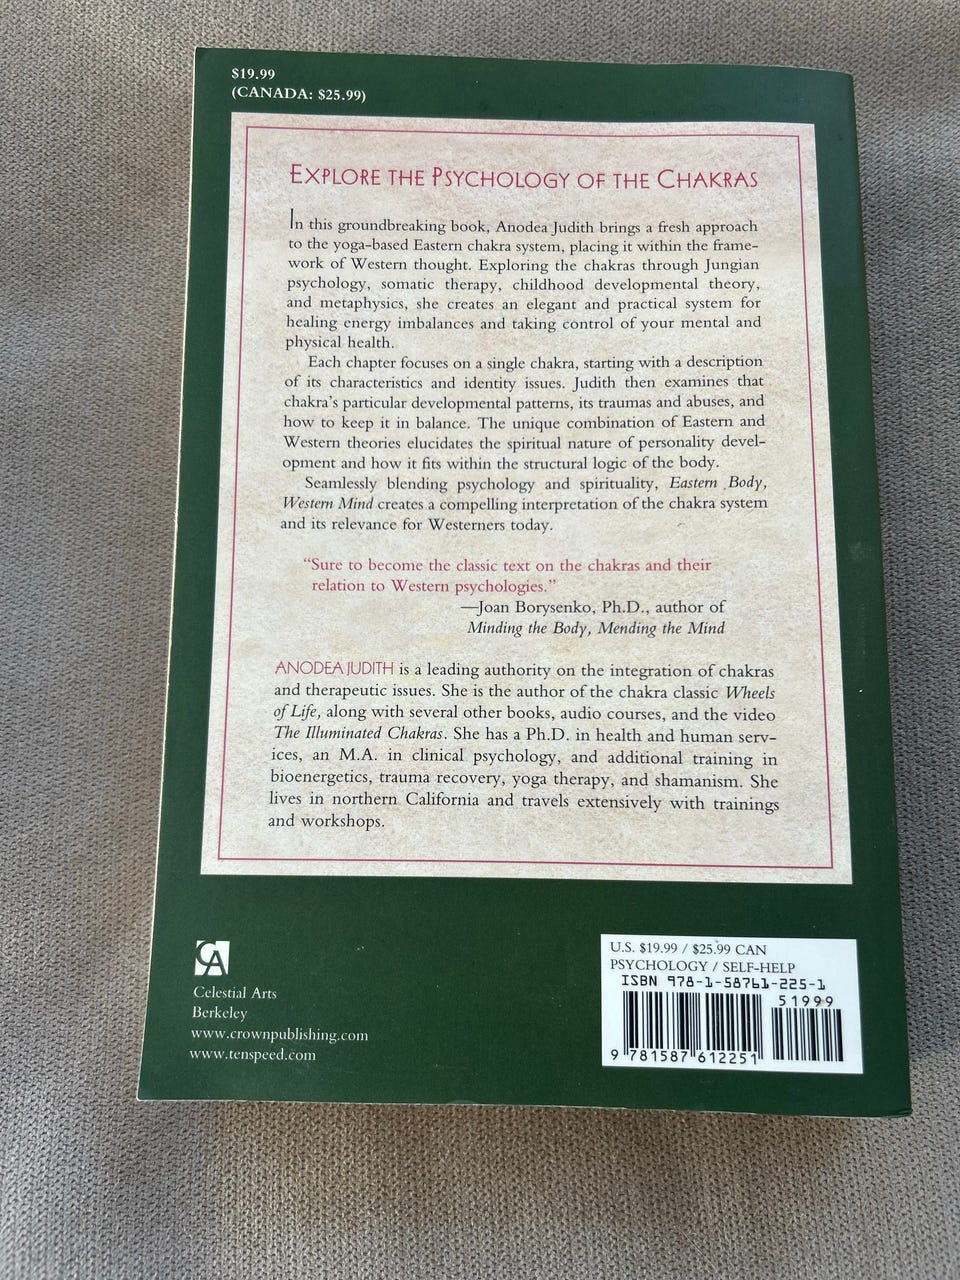 $19.99
(CANADA: $25.99)
EXPLORE THE PSYCHOLOGY OF THE CHAKRAS
In this groundbreaking book, Anodea Judith brings a fresh approach
to the yoga-based Eastern chakra system, placing it within the frame-
work of Western thought. Exploring the chakras through Jungian
psychology, somatic therapy, childhood developmental theory,
and metaphysics, she creates an elegant and practical system for
healing energy imbalances and taking control of your mental and
physical health.
Each chapter focuses on a single chakra, starting with a description
of its characteristics and identity issues. Judith then examines that
chakra's particular developmental patterns, its traumas and abuses, and
how to keep it in balance. The unique combination of Eastern and
Western theories elucidates the spiritual nature of personality devel-
opment and how it fits within the structural logic of the body.
Seamlessly blending psychology and spirituality, Eastern Body,
Western Mind creates a compelling interpretation of the chakra system
and its relevance for Westerners today.
“Sure to become the classic text on the chakras and their
relation to Western psychologies.”
—Joan Borysenko, Ph.D., author of
Minding the Body, Mending the Mind
ANODEA JUDITH is a leading authority on the integration of chakras
and therapeutic issues. She is the author of the chakra classic Wheels
of Life, along with several other books, audio courses, and the video
The Illuminated Chakras. She has a Ph.D. in health and human serv-
ices, an M.A. in clinical psychology, and additional training in
bioenergetics, trauma recovery, yoga therapy, and shamanism. She
lives in northern California and travels extensively with trainings
and workshops.
CA
Celestial Arts
Berkeley
www.crownpublishing.com
www.tenspeed.com
U.S. $19.99 / $25.99 CAN
PSYCHOLOGY / SELF-HELP
ISBN 978-1-58761-225-1
51999
9 781587 612251